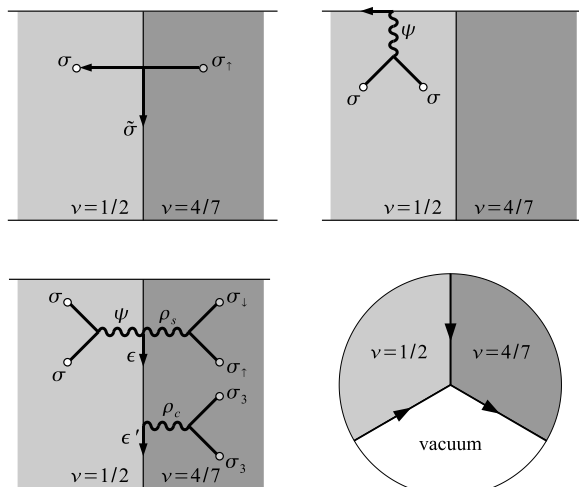 σ σ↑
σ̃
ν=1/2 ν=4/7
ψ
σ σ
ν=1/2 ν=4/7
σ ψ ρₛ σ↓
σ ϵ σ↑
ρ_c σ₃
ϵ′ σ₃
ν=1/2 ν=4/7
ν=1/2 ν=4/7
vacuum